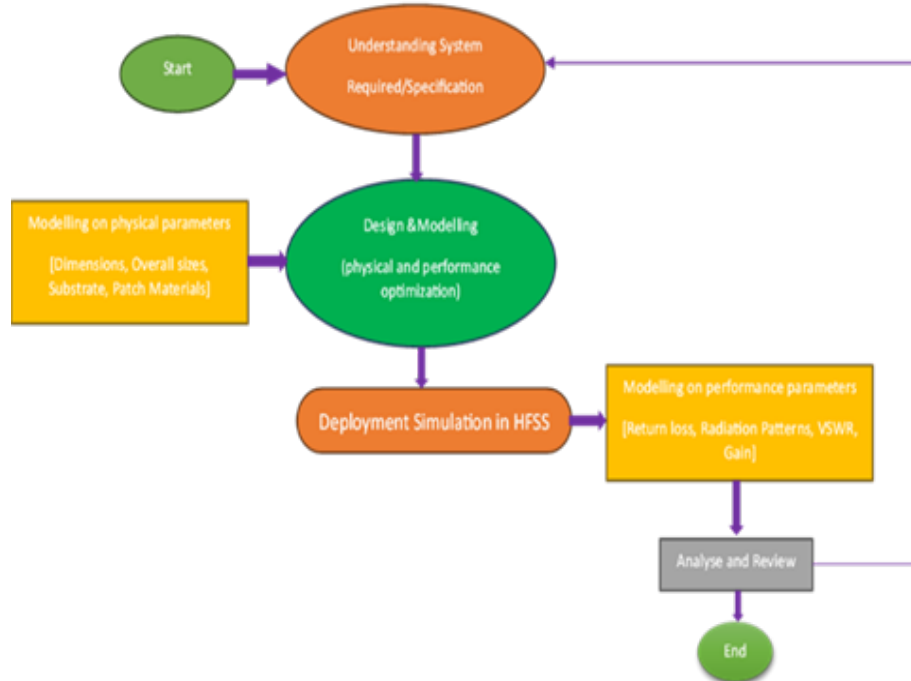 Start
Understanding System
Required/Specification
Modelling on physical parameters
[Dimensions, Overall sizes,
Substrate, Patch Materials]
Design &Modelling
(physical and performance
optimization)
Deployment Simulation in HFSS
Modelling on performance parameters
[Return loss, Radiation Patterns, VSWR,
Gain]
Analyse and Review
End